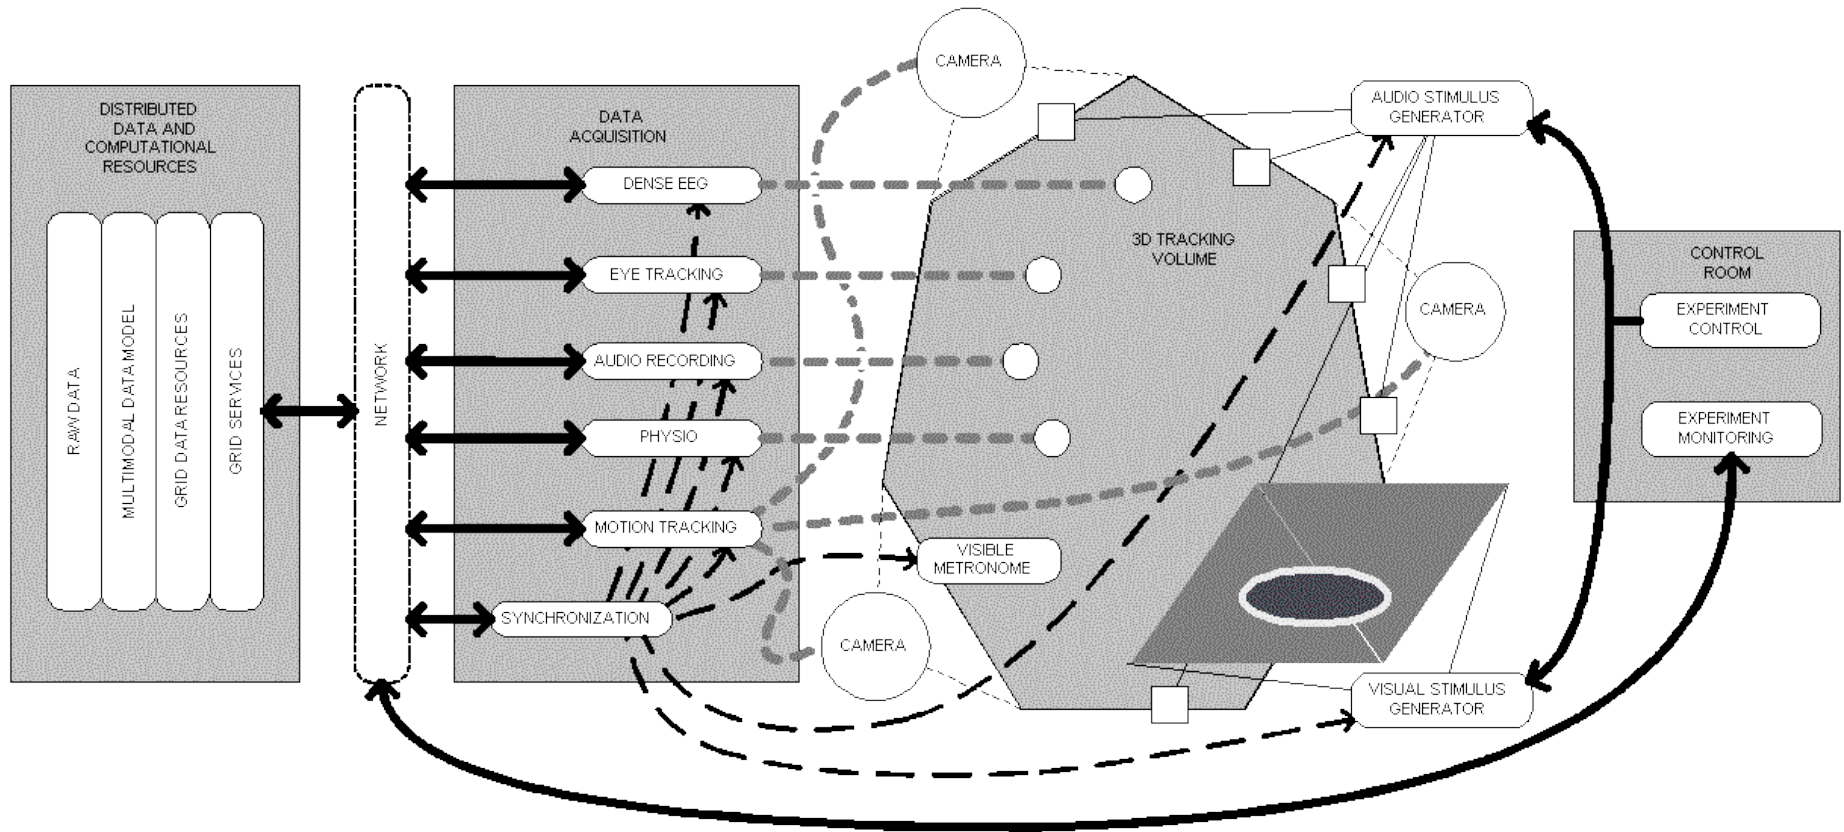 DISTRIBUTED
DATA AND
COMPUTATIONAL
RESOURCES
RAWDATA
MULTIMODAL DATA MODEL
GRID DATA RESOURCES
GRID SERVICES
NETWORK
DATA
ACQUISITION
DENSE EEG
EYE TRACKING
AUDIO RECORDING
PHYSIO
MOTION TRACKING
SYNCHRONIZATION
CAMERA
3D TRACKING
VOLUME
VISIBLE
METRONOME
CAMERA
AUDIO STIMULUS
GENERATOR
CAMERA
VISUAL STIMULUS
GENERATOR
CONTROL
ROOM
EXPERIMENT
CONTROL
EXPERIMENT
MONITORING